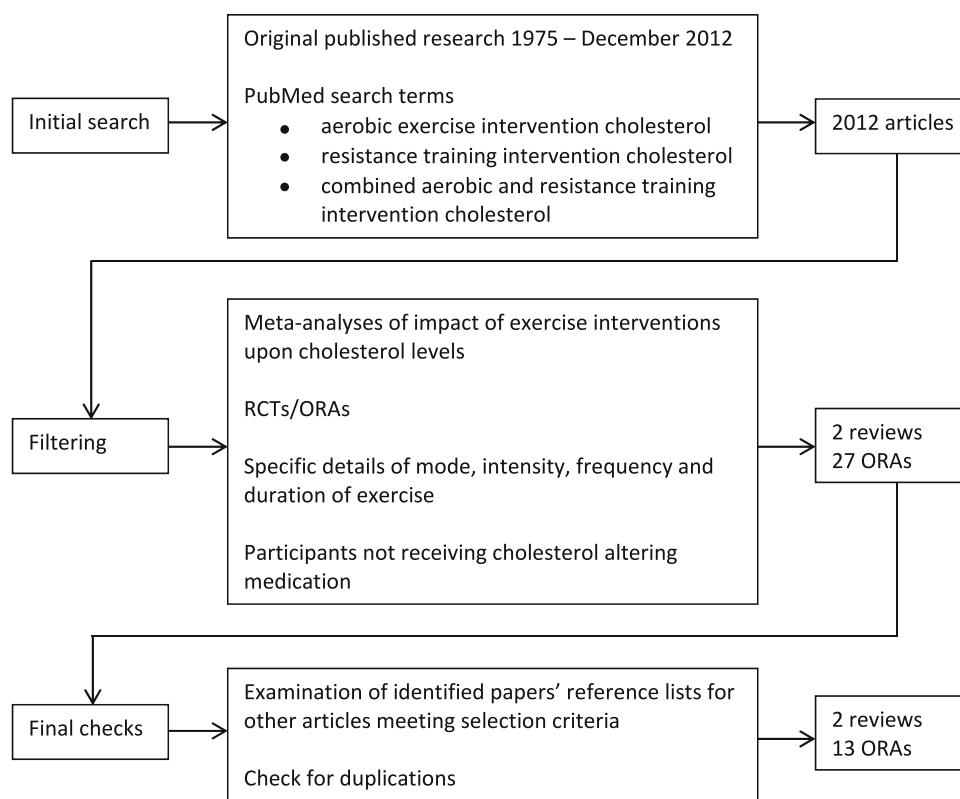 Original published research 1975 – December 2012
PubMed search terms
● aerobic exercise intervention cholesterol
● resistance training intervention cholesterol
● combined aerobic and resistance training
intervention cholesterol
Initial search
2012 articles
Meta-analyses of impact of exercise interventions
upon cholesterol levels
RCTs/ORAs
Specific details of mode, intensity, frequency and
duration of exercise
Participants not receiving cholesterol altering
medication
Filtering
2 reviews
27 ORAs
Examination of identified papers’ reference lists for
other articles meeting selection criteria
Check for duplications
Final checks
2 reviews
13 ORAs